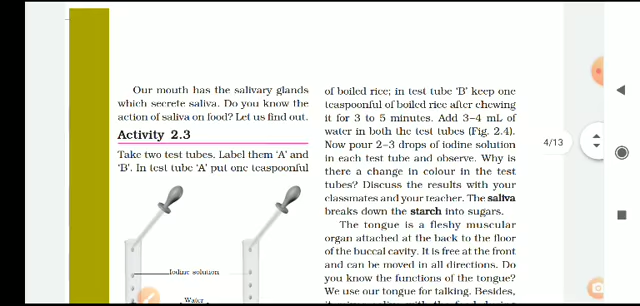 Our mouth has the salivary glands
which secrete saliva. Do you know the
action of saliva on food? Let us find out.
Activity 2.3
Take two test tubes. Label them ‘A’ and
‘B’. In test tube ‘A’ put one teaspoonful
Iodine solution
Water
of boiled rice; in test tube ‘B’ keep one
teaspoonful of boiled rice after chewing
it for 3 to 5 minutes. Add 3–4 mL of
water in both the test tubes (Fig. 2.4).
Now pour 2–3 drops of iodine solution
in each test tube and observe. Why is
there a change in colour in the test
tubes? Discuss the results with your
classmates and your teacher. The saliva
breaks down the starch into sugars.
The tongue is a fleshy muscular
organ attached at the back to the floor
of the buccal cavity. It is free at the front
and can be moved in all directions. Do
you know the functions of the tongue?
We use our tongue for talking. Besides,
4/13